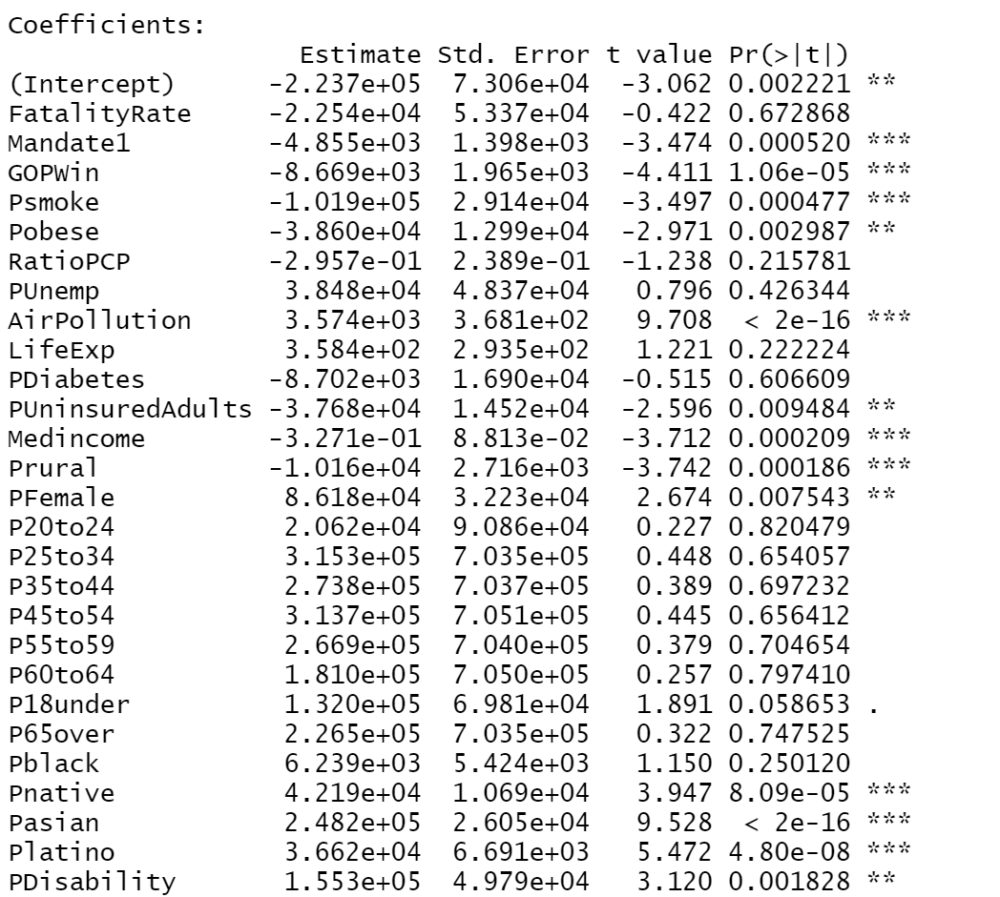 Coefficients:
                   Estimate Std. Error t value Pr(>|t|)
(Intercept)      -2.237e+05  7.306e+04  -3.062 0.002221 **
FatalityRate     -2.254e+04  5.337e+04  -0.422 0.672868
Mandate1         -4.855e+03  1.398e+03  -3.474 0.000520 ***
GOPWin           -8.669e+03  1.965e+03  -4.411 1.06e-05 ***
Psmoke           -1.019e+05  2.914e+04  -3.497 0.000477 ***
Pobese           -3.860e+04  1.299e+04  -2.971 0.002987 **
RatioPCP         -2.957e-01  2.389e-01  -1.238 0.215781
PUnemp            3.848e+04  4.837e+04   0.796 0.426344
AirPollution      3.574e+03  3.681e+02   9.708  < 2e-16 ***
LifeExp           3.584e+02  2.935e+02   1.221 0.222224
PDiabetes        -8.702e+03  1.690e+04  -0.515 0.606609
PUninsuredAdults -3.768e+04  1.452e+04  -2.596 0.009484 **
Medincome        -3.271e-01  8.813e-02  -3.712 0.000209 ***
Prural           -1.016e+04  2.716e+03  -3.742 0.000186 ***
PFemale           8.618e+04  3.223e+04   2.674 0.007543 **
P20to24           2.062e+04  9.086e+04   0.227 0.820479
P25to34           3.153e+05  7.035e+05   0.448 0.654057
P35to44           2.738e+05  7.037e+05   0.389 0.697232
P45to54           3.137e+05  7.051e+05   0.445 0.656412
P55to59           2.669e+05  7.040e+05   0.379 0.704654
P60to64           1.810e+05  7.050e+05   0.257 0.797410
P18under          1.320e+05  6.981e+04   1.891 0.058653 .
P65over           2.265e+05  7.035e+05   0.322 0.747525
Pblack            6.239e+03  5.424e+03   1.150 0.250120
Pnative           4.219e+04  1.069e+04   3.947 8.09e-05 ***
Pasian            2.482e+05  2.605e+04   9.528  < 2e-16 ***
Platino           3.662e+04  6.691e+03   5.472 4.80e-08 ***
PDisability       1.553e+05  4.979e+04   3.120 0.001828 **